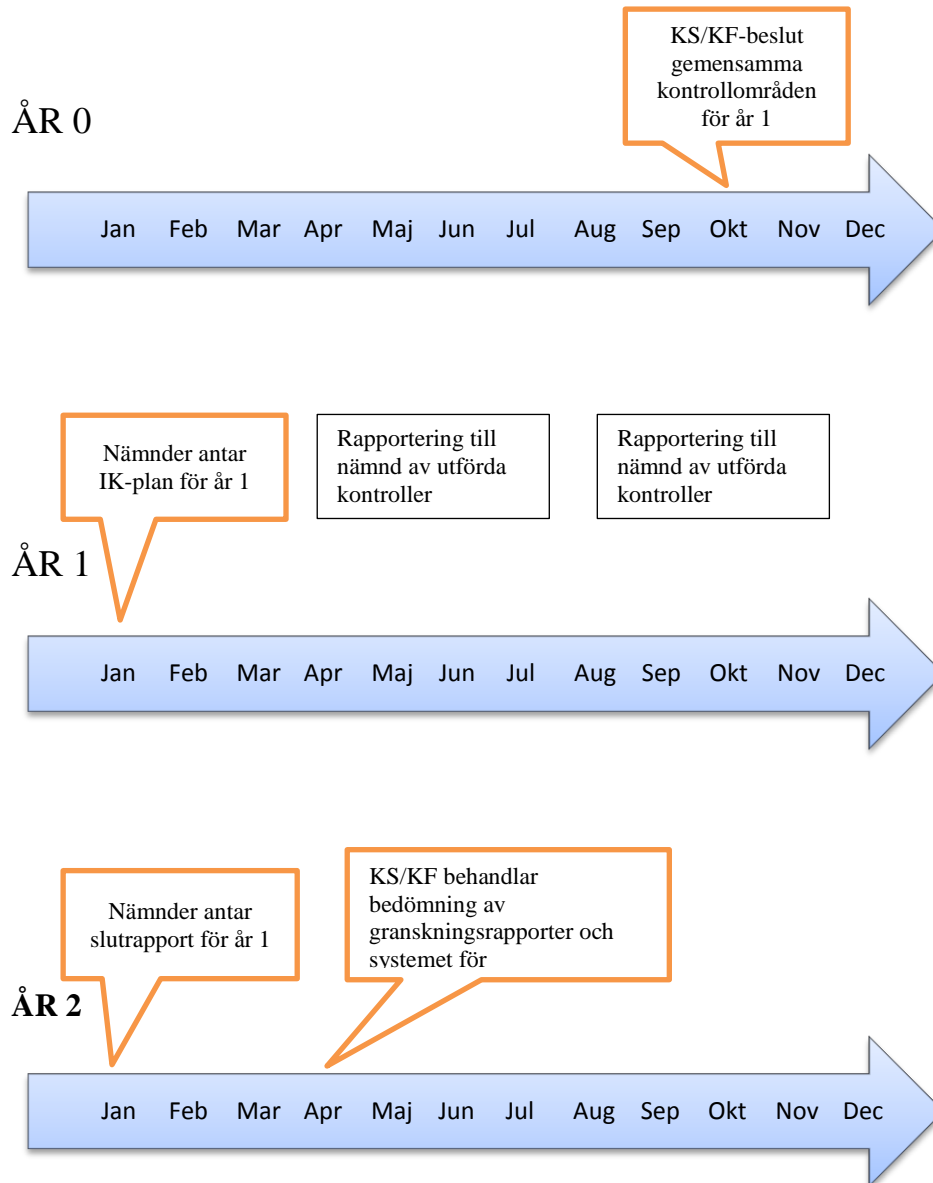 KS/KF-beslut
gemensamma
kontrollområden
för år 1
ÅR 0
Jan Feb Mar Apr Maj Jun Jul Aug Sep Okt Nov Dec
Nämnder antar
IK-plan för år 1
Rapportering till
nämnd av utförda
kontroller
Rapportering till
nämnd av utförda
kontroller
ÅR 1
Jan Feb Mar Apr Maj Jun Jul Aug Sep Okt Nov Dec
Nämnder antar
slutrapport för år 1
KS/KF behandlar
bedömning av
granskningsrapporter och
systemet för
ÅR 2
Jan Feb Mar Apr Maj Jun Jul Aug Sep Okt Nov Dec